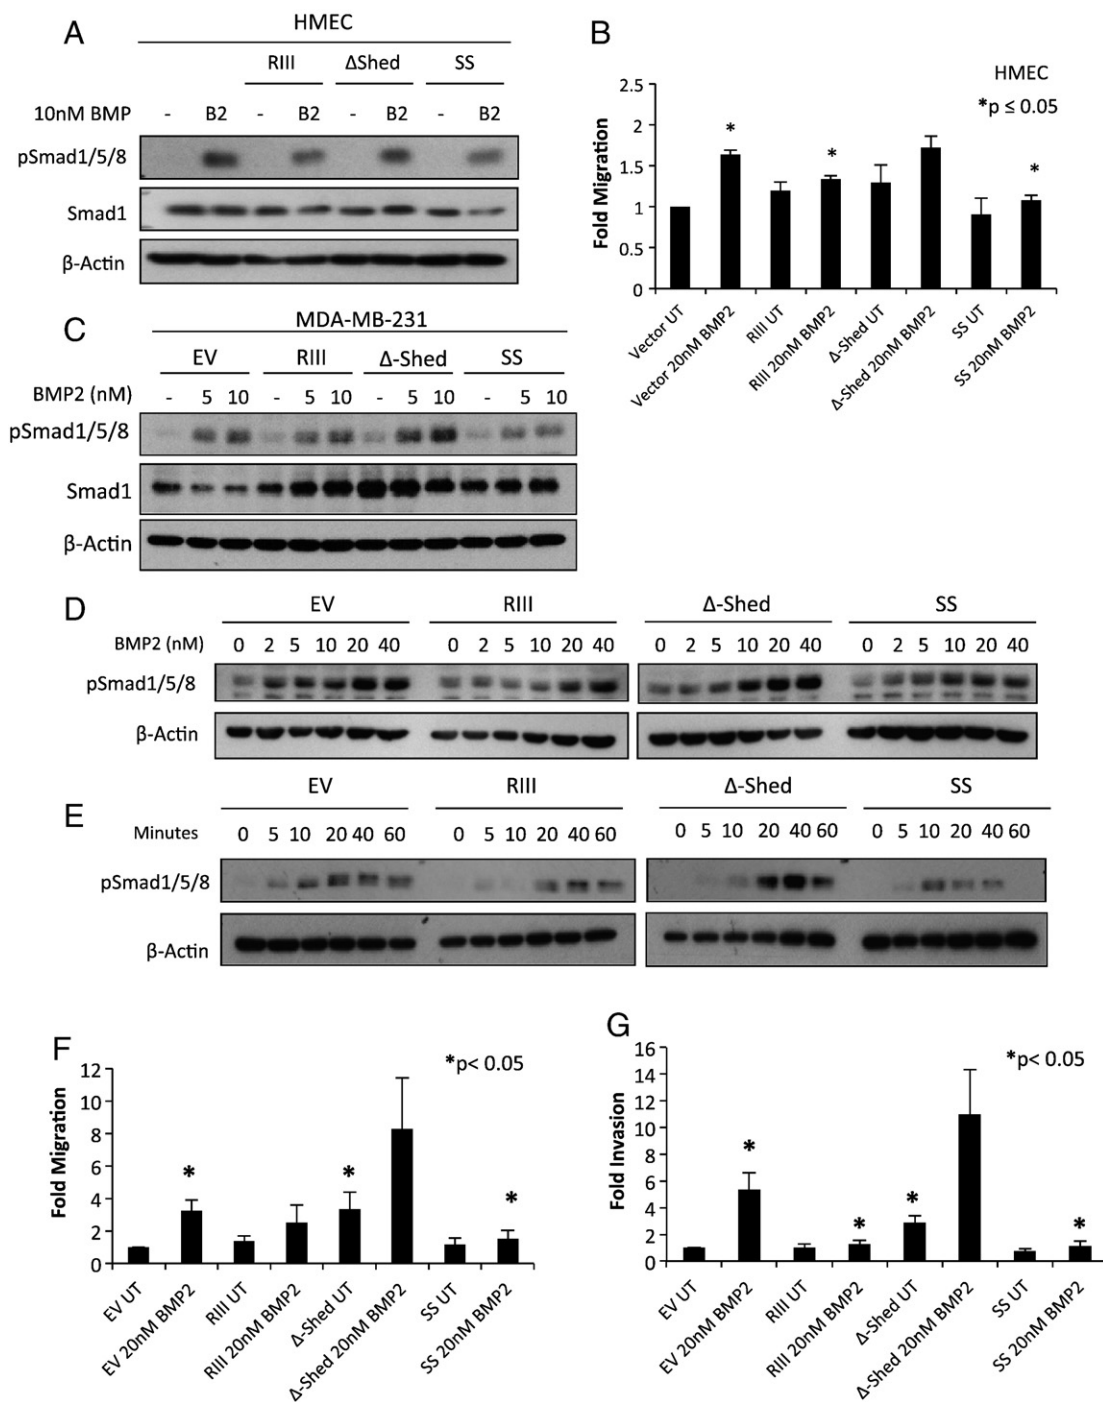 A
HMEC
RIII ΔShed SS
10nM BMP - B2 - B2 - B2 - B2
pSmad1/5/8
Smad1
β-Actin
B
HMEC
*p ≤ 0.05
Fold Migration
2.5
2
1.5
1
0.5
0
* * *
Vector UT
Vector 20nM BMP2
RIII UT
RIII 20nM BMP2
Δ-Shed UT
Δ-Shed 20nM BMP2
SS UT
SS 20nM BMP2
C
MDA-MB-231
EV RIII Δ-Shed SS
BMP2 (nM) - 5 10 - 5 10 - 5 10 - 5 10
pSmad1/5/8
Smad1
β-Actin
D
EV RIII Δ-Shed SS
BMP2 (nM) 0 2 5 10 20 40 0 2 5 10 20 40 0 2 5 10 20 40 0 2 5 10 20 40
pSmad1/5/8
β-Actin
E
EV RIII Δ-Shed SS
Minutes 0 5 10 20 40 60 0 5 10 20 40 60 0 5 10 20 40 60 0 5 10 20 40 60
pSmad1/5/8
β-Actin
F
*p< 0.05
Fold Migration
12
10
8
6
4
2
0
* * *
EV UT
EV 20nM BMP2
RIII UT
RIII 20nM BMP2
Δ-Shed UT
Δ-Shed 20nM BMP2
SS UT
SS 20nM BMP2
G
*p< 0.05
Fold Invasion
16
14
12
10
8
6
4
2
0
* * * *
EV UT
EV 20nM BMP2
RIII UT
RIII 20nM BMP2
Δ-Shed UT
Δ-Shed 20nM BMP2
SS UT
SS 20nM BMP2